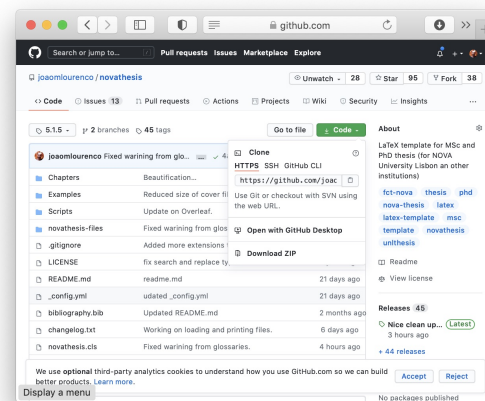 github.com
Search or jump to... / Pull requests Issues Marketplace Explore
joaomlourenco / novathesis
Unwatch 28 Star 95 Fork 38
Code Issues 13 Pull requests Actions Projects Wiki Security Insights ...
5.1.5 2 branches 45 tags Go to file Code
About
LaTeX template for MSc and
PhD thesis (for NOVA
University Lisbon an other
institutions)
fct-nova thesis phd
nova-thesis latex
latex-template msc
template novathesis
unlthesis
Readme
View license
Releases 45
Nice clean up... Latest
3 hours ago
+ 44 releases
No packages published
joaomlourenco Fixed warining from glo...
Chapters Beautification...
Examples Reduced size of cover fil
Scripts Update on Overleaf.
novathesis-files Fixed warining from glos
.gitignore Added more extensions
LICENSE fix search and replace ty
README.md readme.md 21 days ago
_config.yml udated _config.yml 21 days ago
bibliography.bib Updated README.md 2 months ago
changelog.txt Working on loading and printing files. 6 days ago
novathesis.cls Fixed warining from glossaries. 4 hours ago
Clone
HTTPS SSH GitHub CLI
https://github.com/joac
Use Git or checkout with SVN using
the web URL.
Open with GitHub Desktop
Download ZIP
We use optional third-party analytics cookies to understand how you use GitHub.com so we can build
better products. Learn more.
Accept Reject
Display a menu